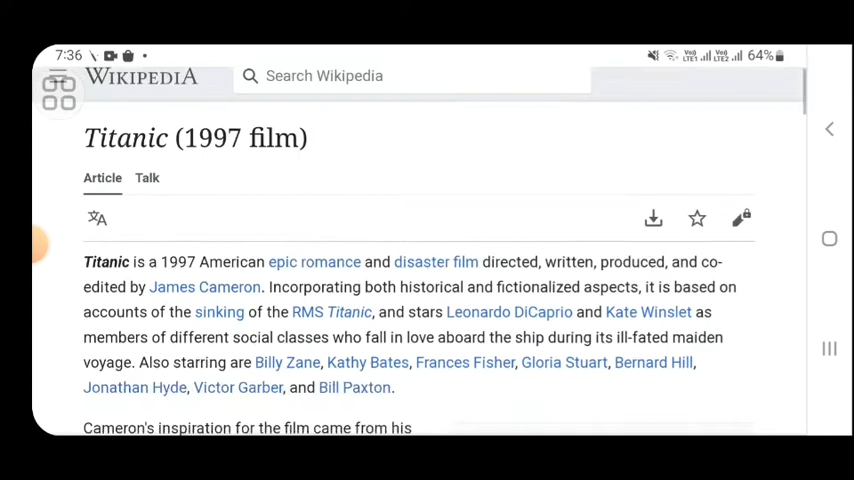 7:36
LTE1 LTE2 64%
WIKIPEDIA
Search Wikipedia
Titanic (1997 film)
Article Talk
Titanic is a 1997 American epic romance and disaster film directed, written, produced, and co-
edited by James Cameron. Incorporating both historical and fictionalized aspects, it is based on
accounts of the sinking of the RMS Titanic, and stars Leonardo DiCaprio and Kate Winslet as
members of different social classes who fall in love aboard the ship during its ill-fated maiden
voyage. Also starring are Billy Zane, Kathy Bates, Frances Fisher, Gloria Stuart, Bernard Hill,
Jonathan Hyde, Victor Garber, and Bill Paxton.
Cameron's inspiration for the film came from his